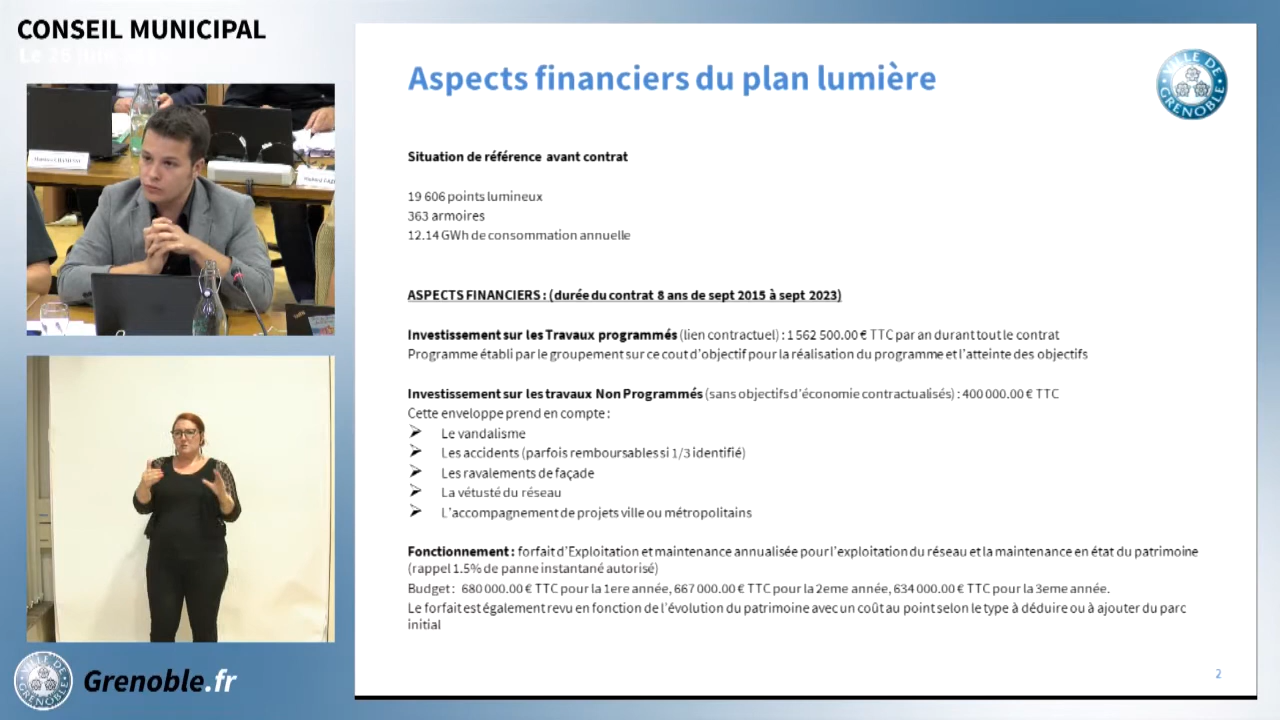 CONSEIL MUNICIPAL
Le 26
Aspects financiers du plan lumière
VILLE DE GRENOBLE
Situation de référence avant contrat
19 606 points lumineux
363 armoires
12.14 GWh de consommation annuelle
ASPECTS FINANCIERS : (durée du contrat 8 ans de sept 2015 à sept 2023)
Investissement sur les Travaux programmés (lien contractuel) : 1 562 500.00 € TTC par an durant tout le contrat
Programme établi par le groupement sur ce cout d'objectif pour la réalisation du programme et l'atteinte des objectifs
Investissement sur les travaux Non Programmés (sans objectifs d'économie contractualisés) : 400 000.00 € TTC
Cette enveloppe prend en compte :
➢ Le vandalisme
➢ Les accidents (parfois remboursables si 1/3 identifié)
➢ Les ravalements de façade
➢ La vétusté du réseau
➢ L'accompagnement de projets ville ou métropolitains
Fonctionnement : forfait d'Exploitation et maintenance annualisée pour l'exploitation du réseau et la maintenance en état du patrimoine
(rappel 1.5% de panne instantané autorisé)
Budget : 680 000.00 € TTC pour la 1ere année, 667 000.00 € TTC pour la 2eme année, 634 000.00 € TTC pour la 3eme année.
Le forfait est également revu en fonction de l'évolution du patrimoine avec un coût au point selon le type à déduire ou à ajouter du parc
initial
2
VILLE DE GRENOBLE
Grenoble.fr